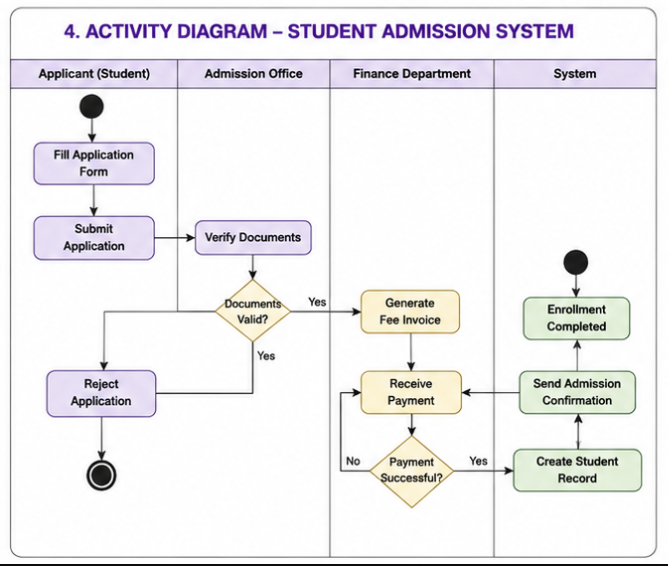 4. ACTIVITY DIAGRAM – STUDENT ADMISSION SYSTEM
Applicant (Student)
Admission Office
Finance Department
System
Fill Application
Form
Submit
Application
Verify Documents
Documents
Valid?
Yes
Yes
Generate
Fee Invoice
Enrollment
Completed
Reject
Application
Receive
Payment
Send Admission
Confirmation
No
Payment
Successful?
Yes
Create Student
Record